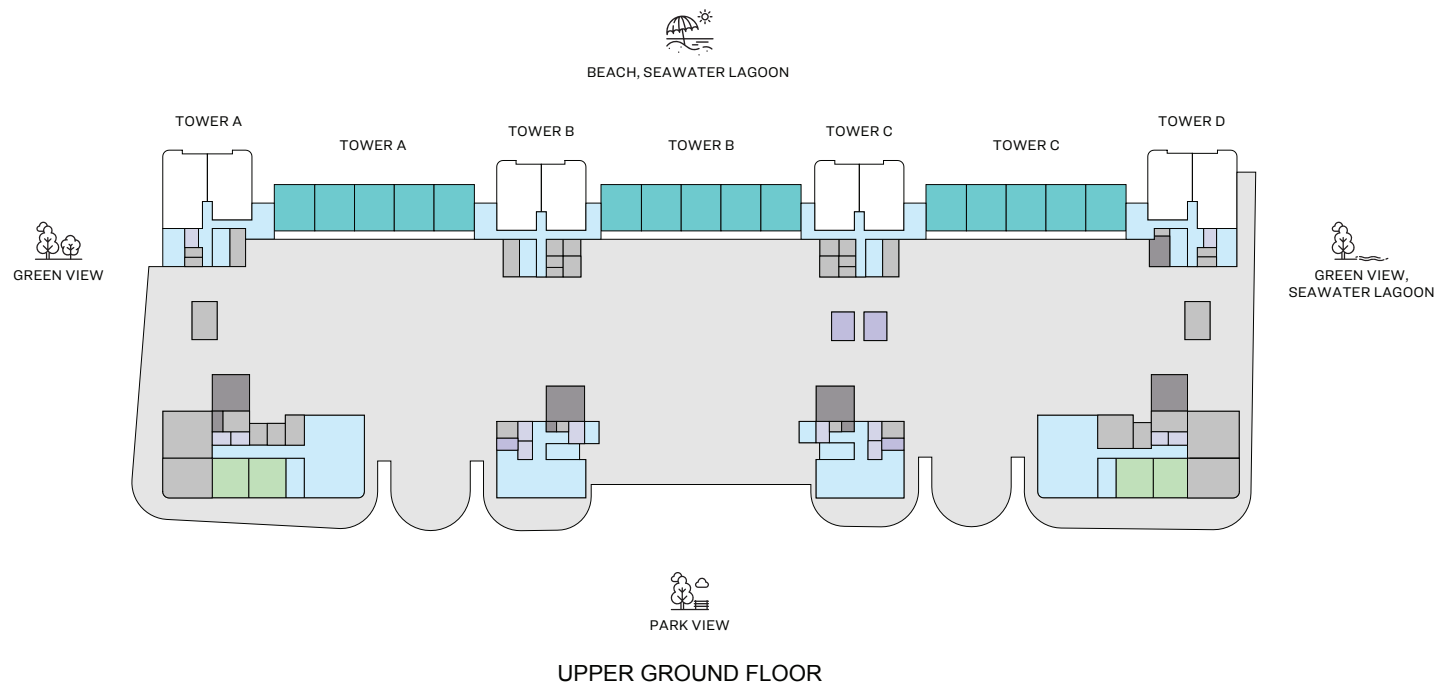 BEACH, SEAWATER LAGOON
TOWER A
TOWER A
TOWER B
TOWER B
TOWER C
TOWER C
TOWER D
GREEN VIEW
GREEN VIEW,
SEAWATER LAGOON
PARK VIEW
UPPER GROUND FLOOR